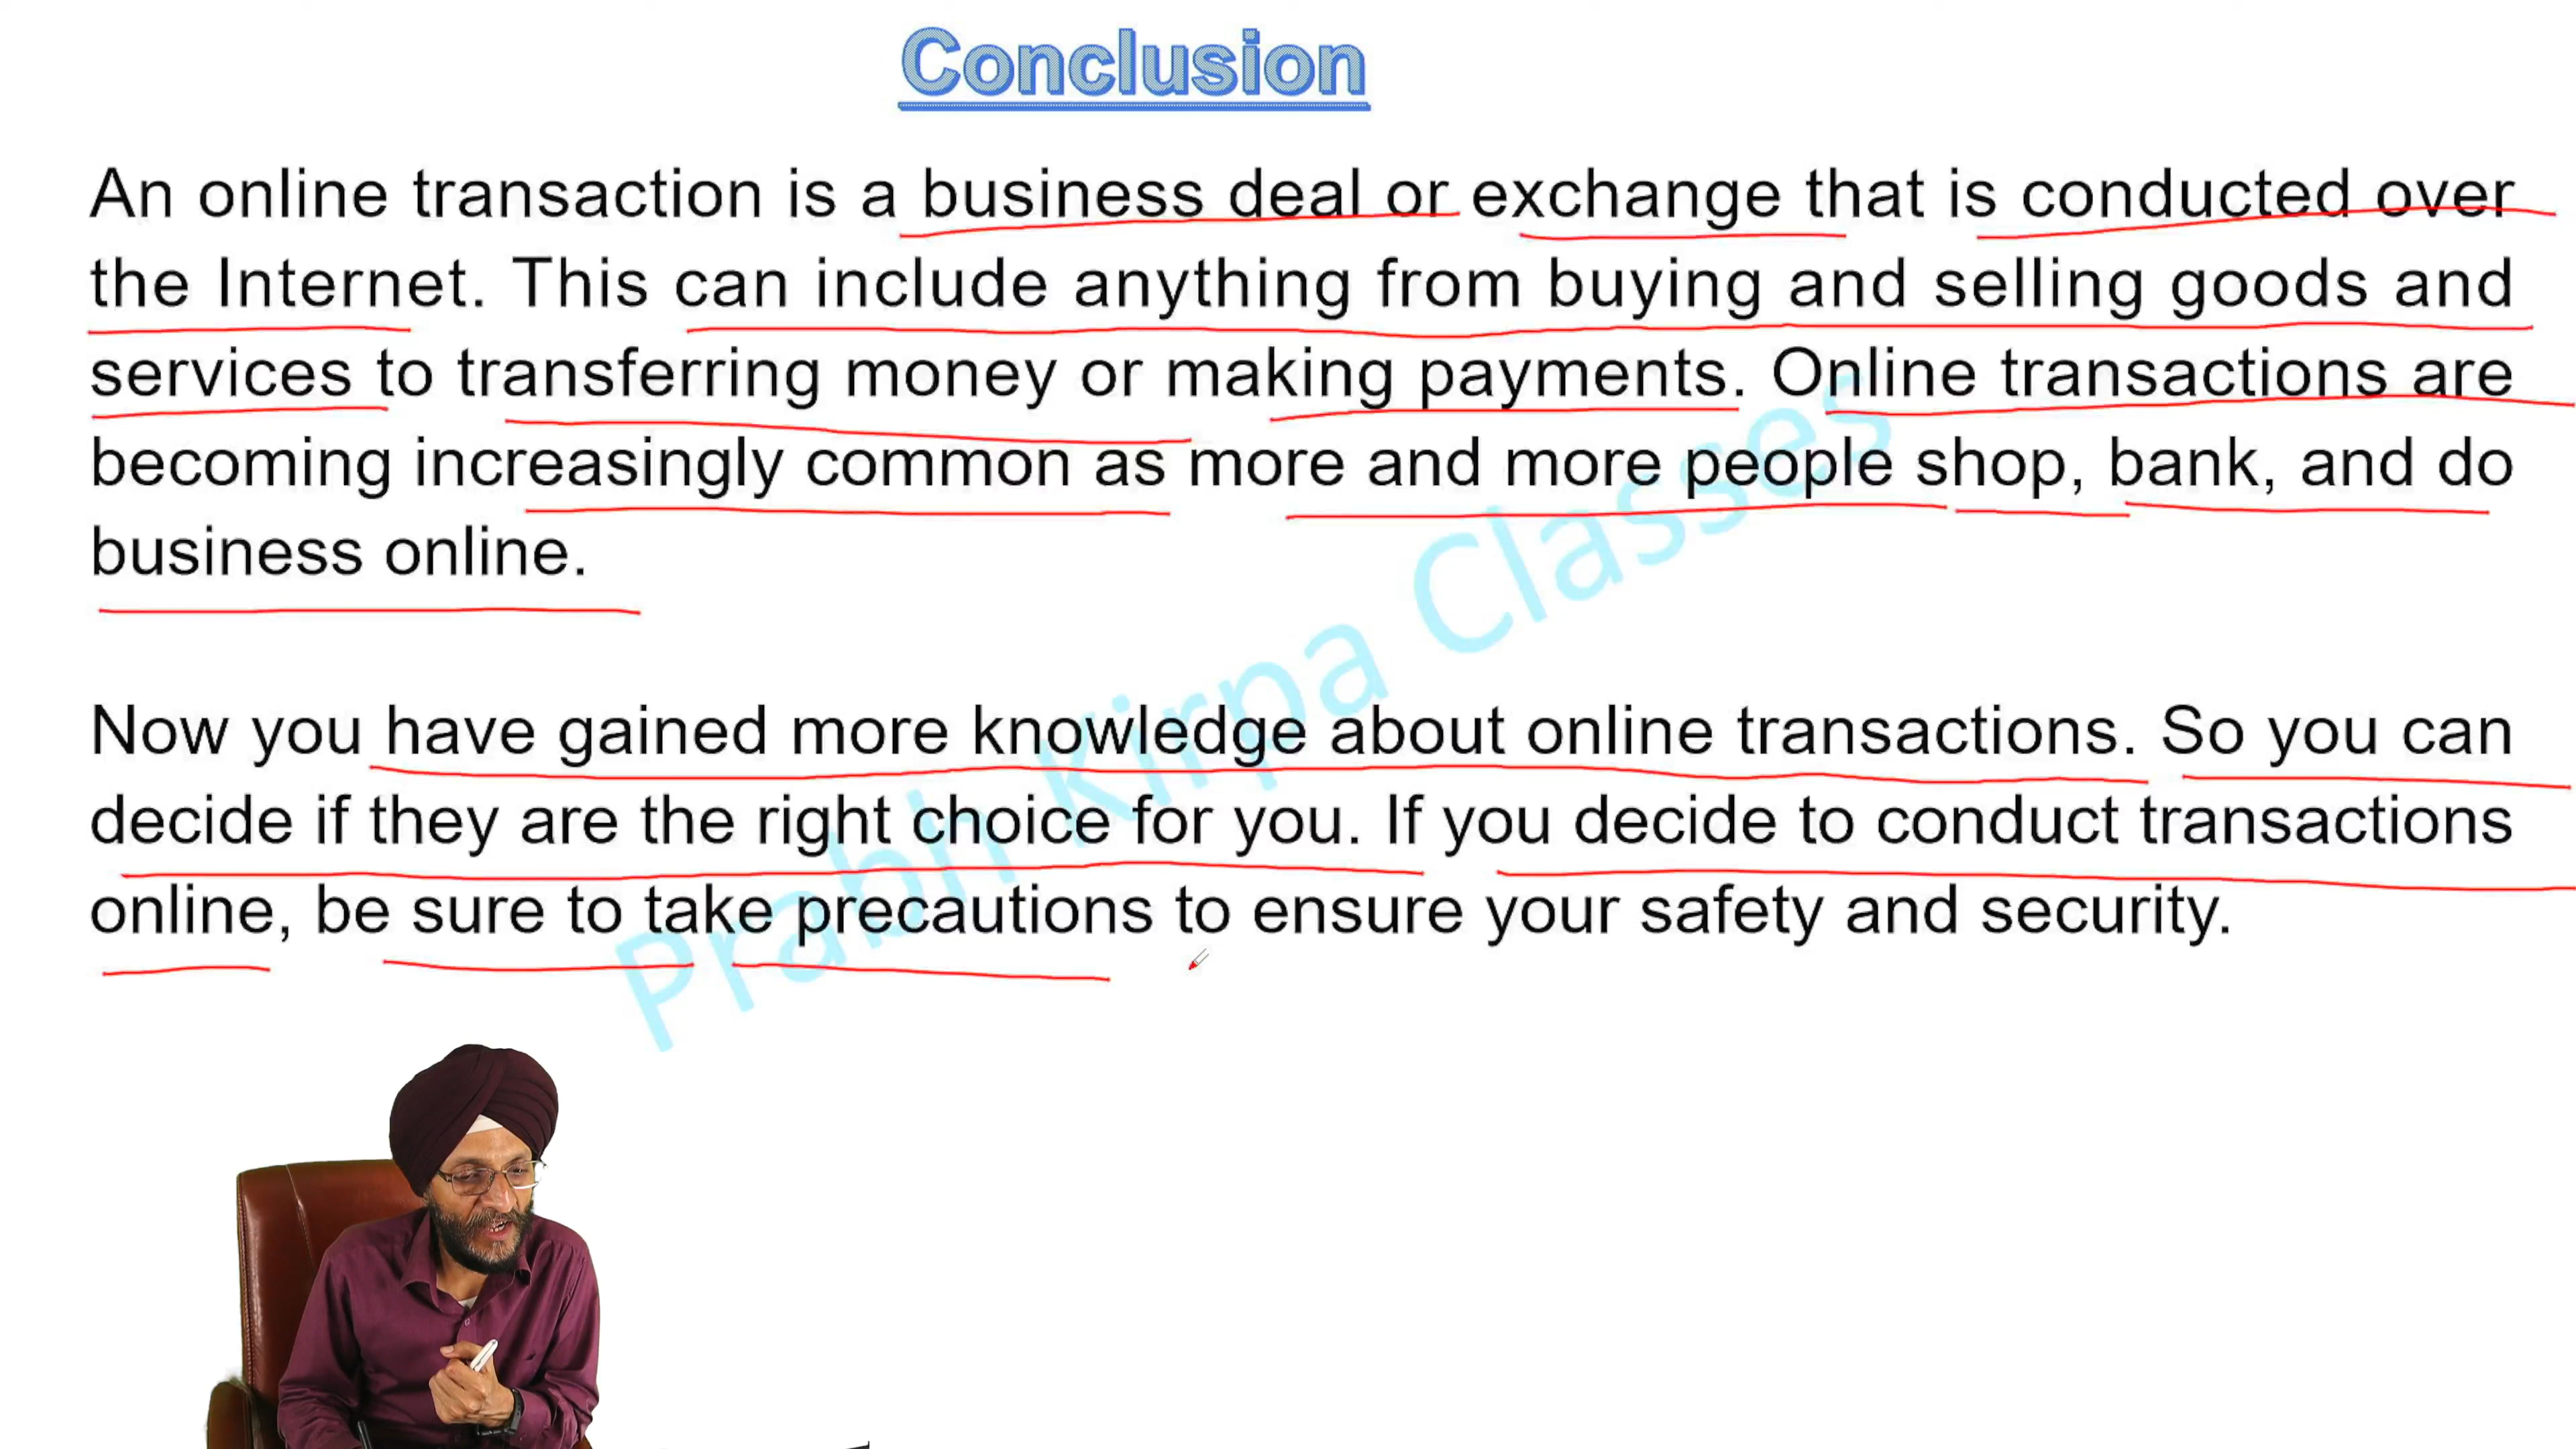 Conclusion
An online transaction is a business deal or exchange that is conducted over
the Internet. This can include anything from buying and selling goods and
services to transferring money or making payments. Online transactions are
becoming increasingly common as more and more people shop, bank, and do
business online.
Now you have gained more knowledge about online transactions. So you can
decide if they are the right choice for you. If you decide to conduct transactions
online, be sure to take precautions to ensure your safety and security.
Prabh Kirpa Classes